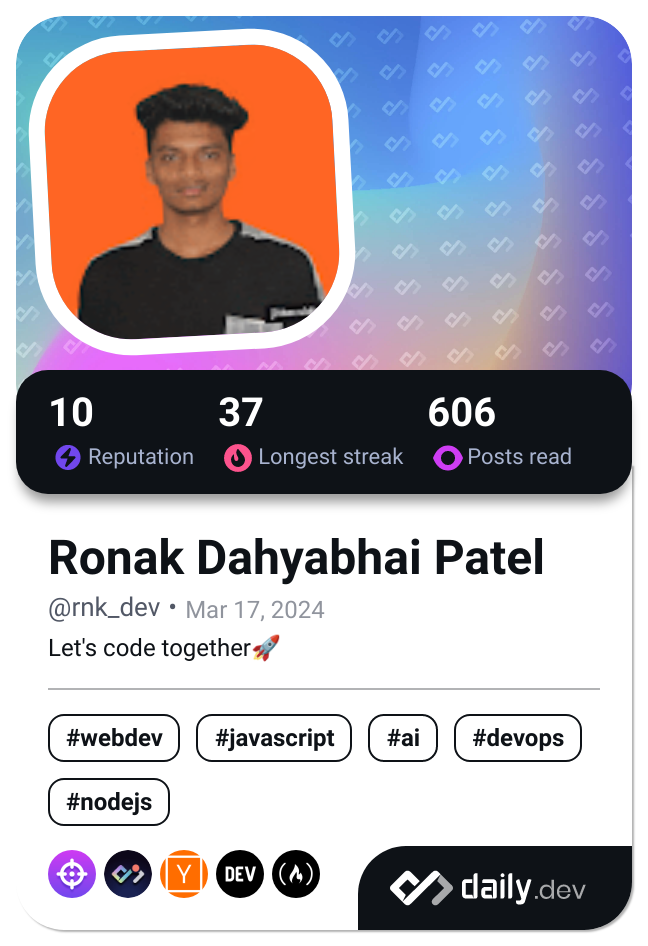 10 37 606
Reputation Longest streak Posts read
Ronak Dahyabhai Patel
@rnk_dev • Mar 17, 2024
Let's code together🚀
#webdev #javascript #ai #devops
#nodejs
Y DEV
daily.dev